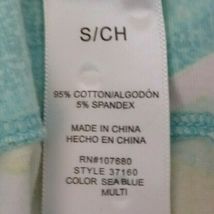 S/CH
95% COTTON/ALGODÓN
5% SPANDEX
MADE IN CHINA
HECHO EN CHINA
RN#107680
STYLE 37160
COLOR SEA BLUE
MULTI